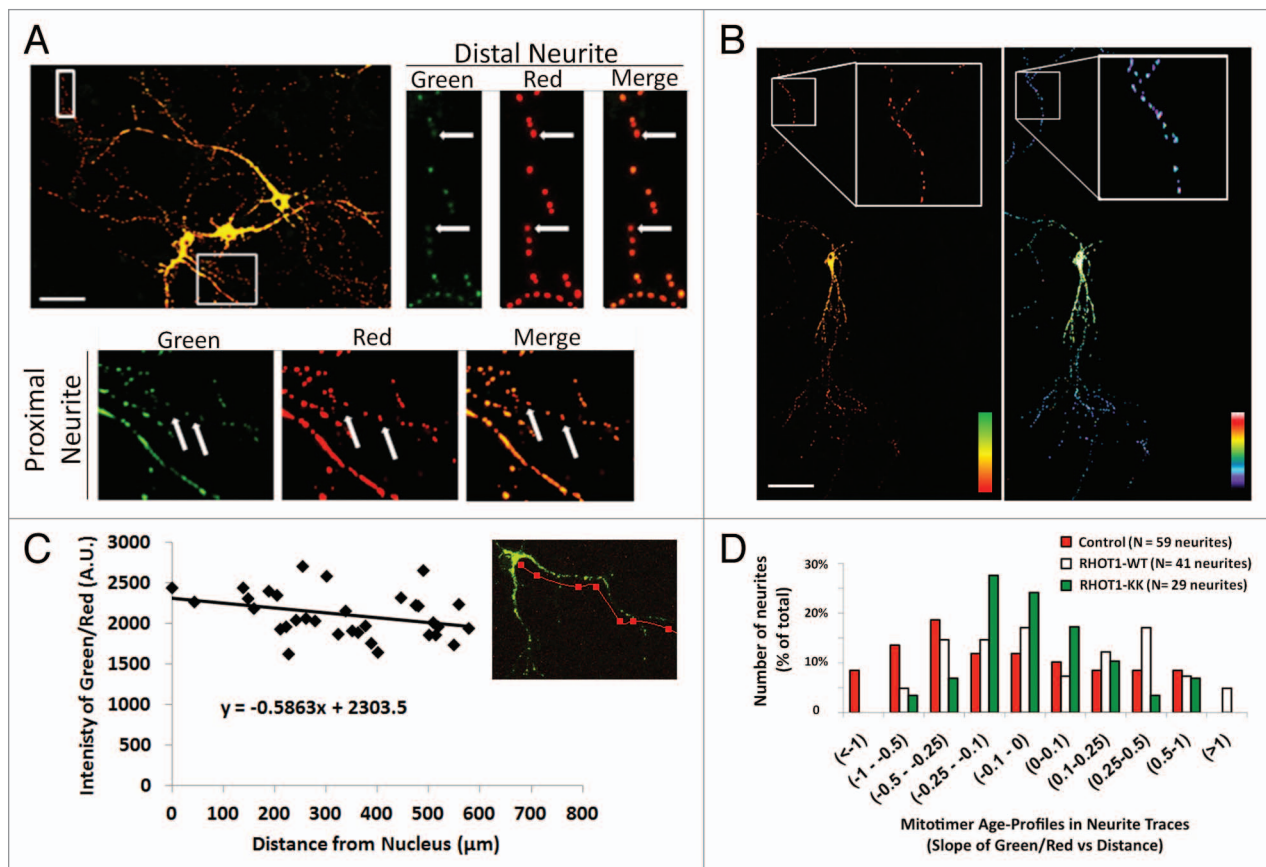 A
Distal Neurite
Green Red Merge
Green Red Merge
Proximal
Neurite
B
C
Intenisty of Green/Red (A.U.)
3000
2500
2000
1500
1000
500
0
y = -0.5863x + 2303.5
0 100 200 300 400 500 600 700 800
Distance from Nucleus (µm)
D
Control (N = 59 neurites)
RHOT1-WT (N= 41 neurites)
RHOT1-KK (N= 29 neurites)
Number of neurites
(% of total)
20%
10%
0
(<-1) (-1 - -0.5) (-0.5 - -0.25) (-0.25 - -0.1) (-0.1 - 0) (0-0.1) (0.1-0.25) (0.25-0.5) (0.5-1) (>1)
Mitotimer Age-Profiles in Neurite Traces
(Slope of Green/Red vs Distance)